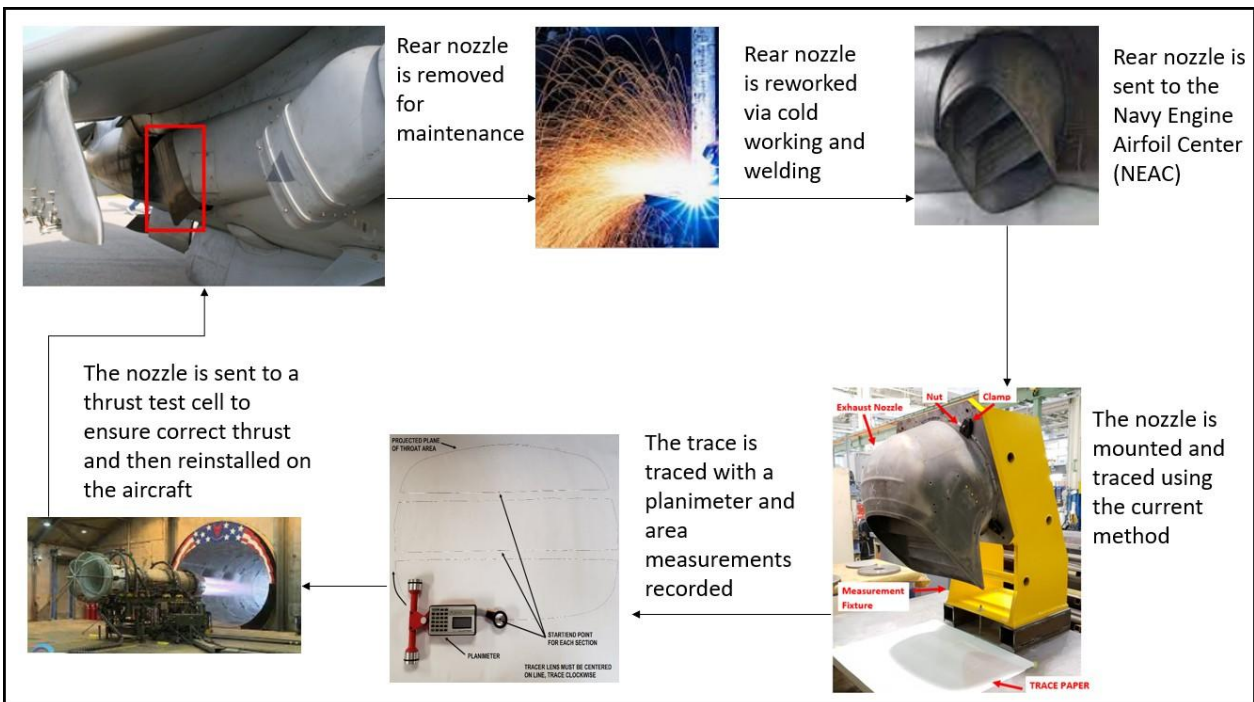 Rear nozzle
is removed
for
maintenance
Rear nozzle
is reworked
via cold
working and
welding
Rear nozzle is
sent to the
Navy Engine
Airfoil Center
(NEAC)
The nozzle is
mounted and
traced using
the current
method
Exhaust Nozzle
Nut
Clamp
Measurement
Fixture
TRACE PAPER
The trace is
traced with a
planimeter and
area
measurements
recorded
PROJECTED PLANE
OF THROAT AREA
START/END POINT
FOR EACH SECTION
PLANIMETER
TRACER LENS MUST BE CENTERED
ON LINE, TRACE CLOCKWISE
The nozzle is sent to a
thrust test cell to
ensure correct thrust
and then reinstalled on
the aircraft